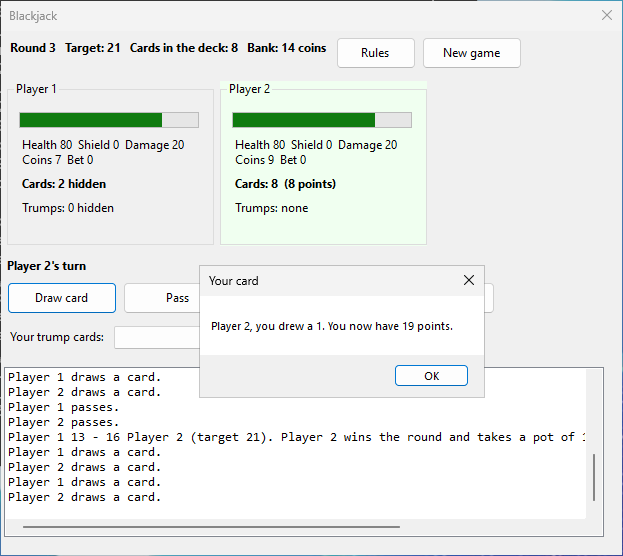 Blackjack
Round 3 Target: 21 Cards in the deck: 8 Bank: 14 coins Rules New game
Player 1
Health 80 Shield 0 Damage 20
Coins 7 Bet 0
Cards: 2 hidden
Trumps: 0 hidden
Player 2
Health 80 Shield 0 Damage 20
Coins 9 Bet 0
Cards: 8 (8 points)
Trumps: none
Player 2's turn
Draw card Pass
Your trump cards:
Your card
Player 2, you drew a 1. You now have 19 points.
OK
Player 1 draws a card.
Player 2 draws a card.
Player 1 passes.
Player 2 passes.
Player 1 13 - 16 Player 2 (target 21). Player 2 wins the round and takes a pot of
Player 1 draws a card.
Player 2 draws a card.
Player 1 draws a card.
Player 2 draws a card.